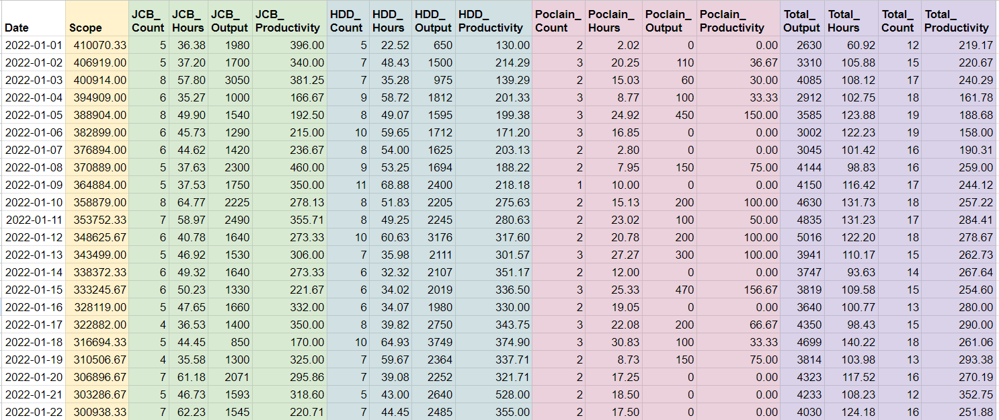 JCB_ JCB_ JCB_ JCB_ HDD_ HDD_ HDD_ HDD_ Poclain_ Poclain_ Poclain_ Poclain_ Total_ Total_ Total_ Total_
Date Scope Count Hours Output Productivity Count Hours Output Productivity Count Hours Output Productivity Output Hours Count Productivity
2022-01-01 410070.33 5 36.38 1980 396.00 5 22.52 650 130.00 2 2.02 0 0.00 2630 60.92 12 219.17
2022-01-02 406919.00 5 37.20 1700 340.00 7 48.43 1500 214.29 3 20.25 110 36.67 3310 105.88 15 220.67
2022-01-03 400914.00 8 57.80 3050 381.25 7 35.28 975 139.29 2 15.03 60 30.00 4085 108.12 17 240.29
2022-01-04 394909.00 6 35.27 1000 166.67 9 58.72 1812 201.33 3 8.77 100 33.33 2912 102.75 18 161.78
2022-01-05 388904.00 8 49.90 1540 192.50 8 49.07 1595 199.38 3 24.92 450 150.00 3585 123.88 19 188.68
2022-01-06 382899.00 6 45.73 1290 215.00 10 59.65 1712 171.20 3 16.85 0 0.00 3002 122.23 19 158.00
2022-01-07 376894.00 6 44.62 1420 236.67 8 54.00 1625 203.13 2 2.80 0 0.00 3045 101.42 16 190.31
2022-01-08 370889.00 5 37.63 2300 460.00 9 53.25 1694 188.22 2 7.95 150 75.00 4144 98.83 16 259.00
2022-01-09 364884.00 5 37.53 1750 350.00 11 68.88 2400 218.18 1 10.00 0 0.00 4150 116.42 17 244.12
2022-01-10 358879.00 8 64.77 2225 278.13 8 51.83 2205 275.63 2 15.13 200 100.00 4630 131.73 18 257.22
2022-01-11 353752.33 7 58.97 2490 355.71 8 49.25 2245 280.63 2 23.02 100 50.00 4835 131.23 17 284.41
2022-01-12 348625.67 6 40.78 1640 273.33 10 60.63 3176 317.60 2 20.78 200 100.00 5016 122.20 18 278.67
2022-01-13 343499.00 5 46.92 1530 306.00 7 35.98 2111 301.57 3 27.27 300 100.00 3941 110.17 15 262.73
2022-01-14 338372.33 6 49.32 1640 273.33 6 32.32 2107 351.17 2 12.00 0 0.00 3747 93.63 14 267.64
2022-01-15 333245.67 6 50.23 1330 221.67 6 34.02 2019 336.50 3 25.33 470 156.67 3819 109.58 15 254.60
2022-01-16 328119.00 5 47.65 1660 332.00 6 34.07 1980 330.00 2 19.05 0 0.00 3640 100.77 13 280.00
2022-01-17 322882.00 4 36.53 1400 350.00 8 39.82 2750 343.75 3 22.08 200 66.67 4350 98.43 15 290.00
2022-01-18 316694.33 5 44.45 850 170.00 10 64.93 3749 374.90 3 30.83 100 33.33 4699 140.22 18 261.06
2022-01-19 310506.67 4 35.58 1300 325.00 7 59.67 2364 337.71 2 8.73 150 75.00 3814 103.98 13 293.38
2022-01-20 306896.67 7 61.18 2071 295.86 7 39.08 2252 321.71 2 17.25 0 0.00 4323 117.52 16 270.19
2022-01-21 303286.67 5 46.73 1593 318.60 5 43.00 2640 528.00 2 18.50 0 0.00 4233 108.23 12 352.75
2022-01-22 300938.33 7 62.23 1545 220.71 7 44.45 2485 355.00 2 17.50 0 0.00 4030 124.18 16 251.88